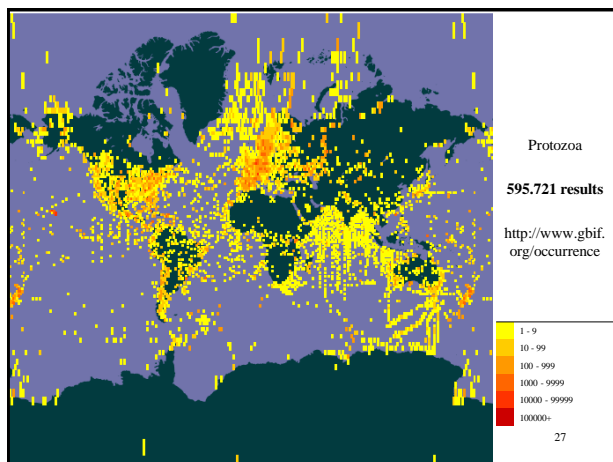 Protozoa
595.721 results
http://www.gbif.
org/occurrence
1 - 9
10 - 99
100 - 999
1000 - 9999
10000 - 99999
100000+
27